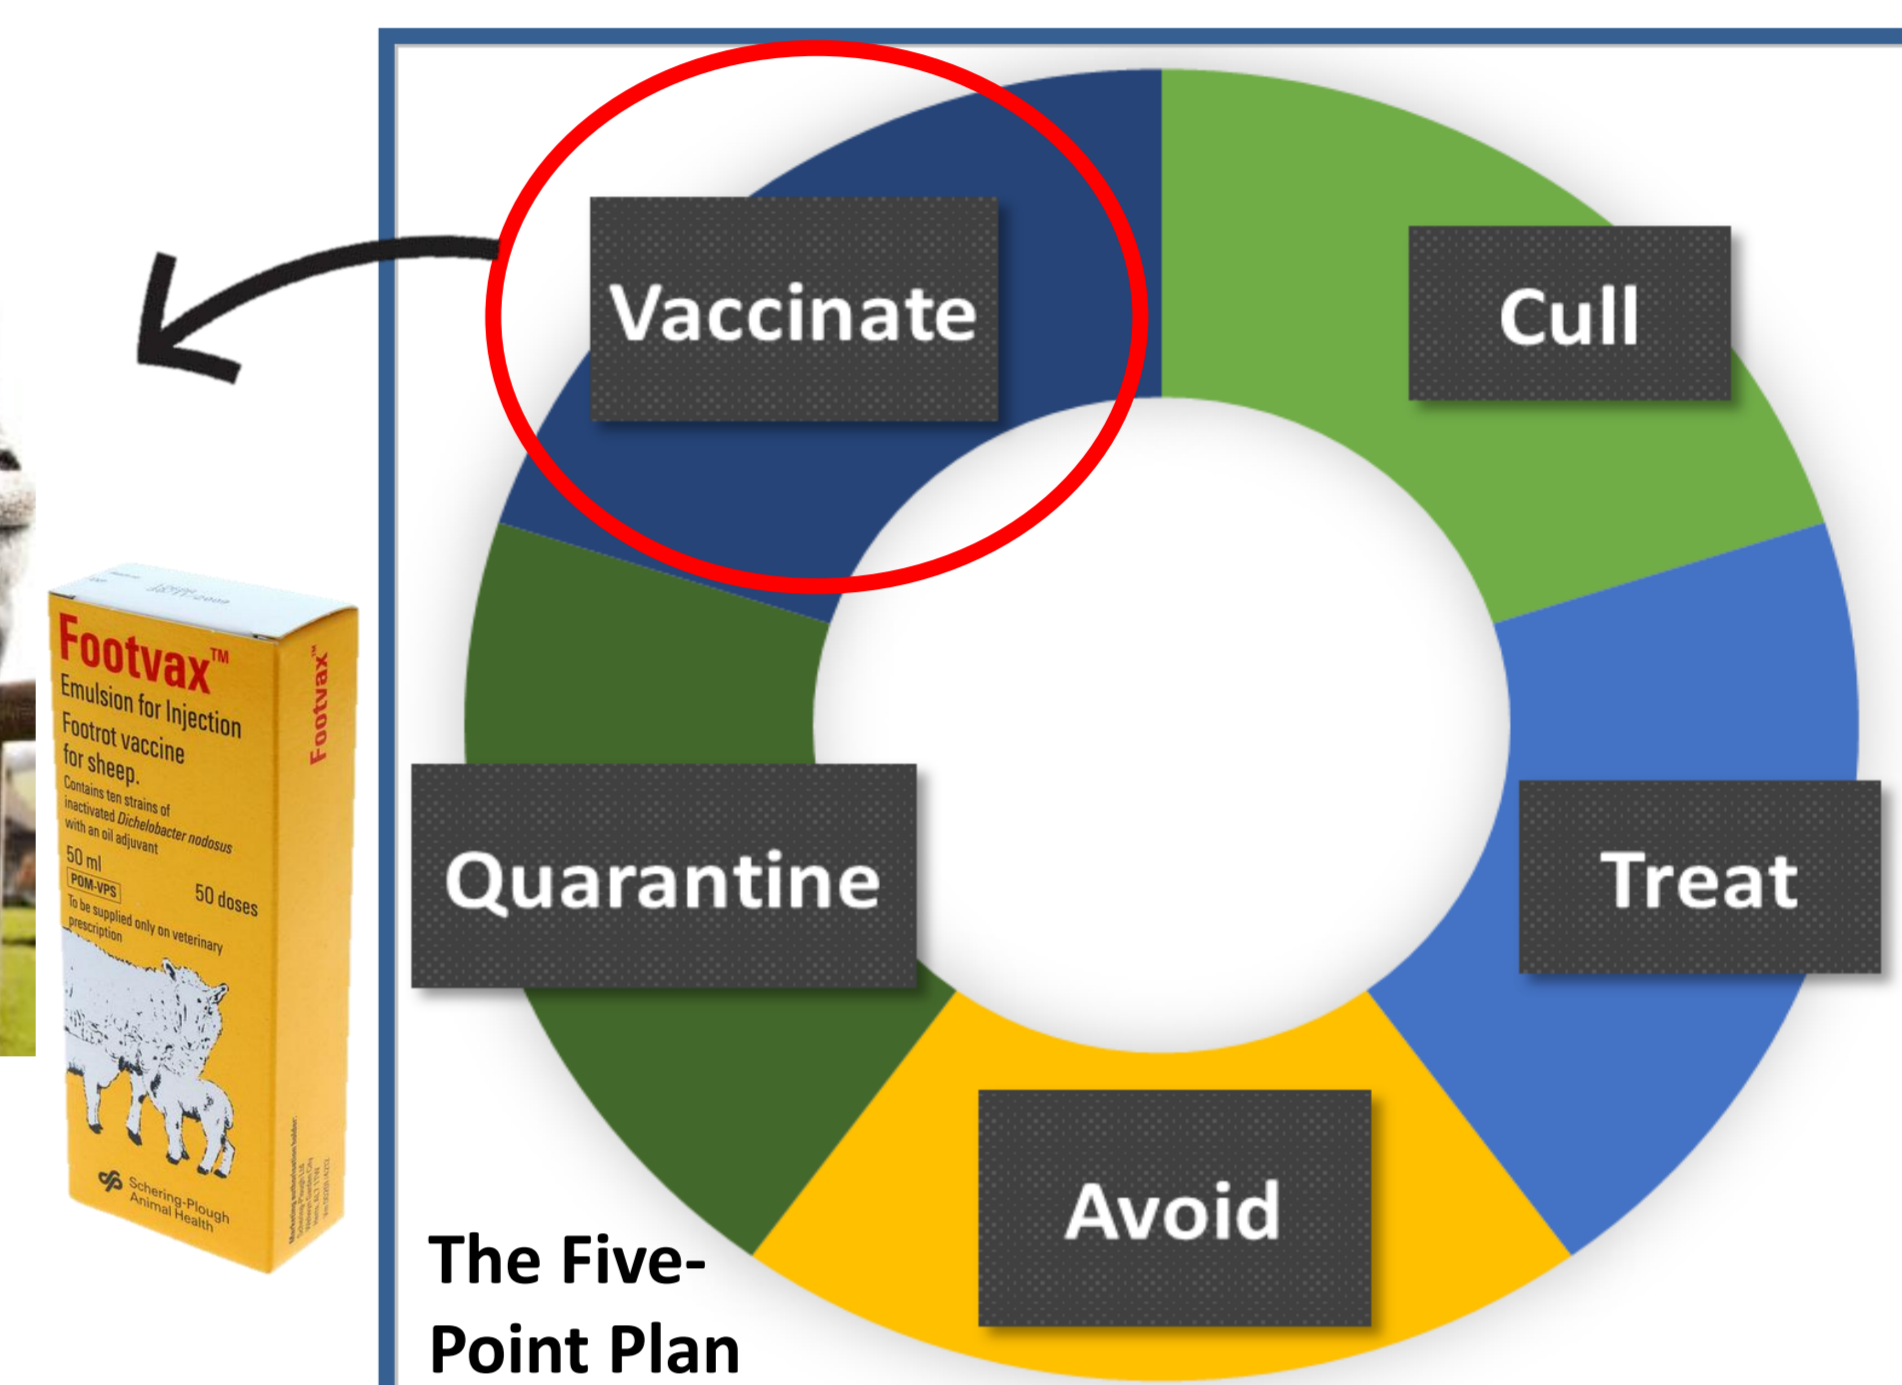 Vaccinate
Cull
Quarantine
Treat
Avoid
The Five-
Point Plan
Footvax™
Emulsion for Injection
Footrot vaccine
for sheep.
Contains ten strains of
inactivated Dichelobacter nodosus
with an oil adjuvant
50 ml
POM-VPS
50 doses
To be supplied only on veterinary
prescription
Schering-Plough
Animal Health
Footvax™